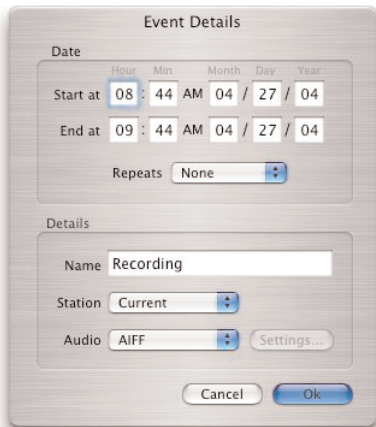 Event Details
Date
Hour Min Month Day Year
Start at 08 : 44 AM 04 / 27 / 04
End at 09 : 44 AM 04 / 27 / 04
Repeats None
Details
Name Recording
Station Current
Audio AIFF Settings...
Cancel Ok